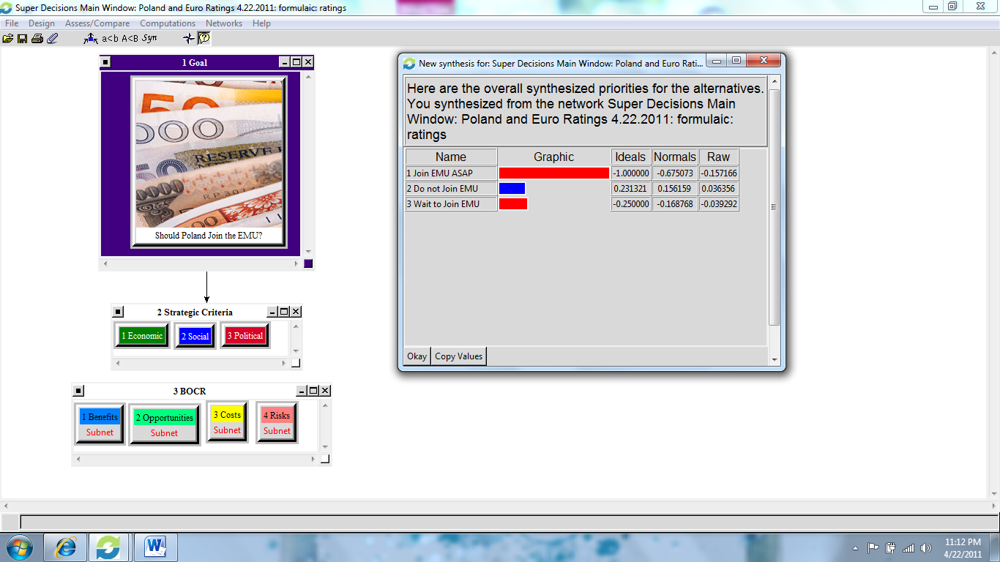 Super Decisions Main Window: Poland and Euro Ratings 4.22.2011: formulaic: ratings
File Design Assess/Compare Computations Networks Help
a<b A<B Syn
1 Goal
RESERVE
Should Poland Join the EMU?
2 Strategic Criteria
1 Economic 2 Social 3 Political
3 BOCR
1 Benefits 2 Opportunities 3 Costs 4 Risks
Subnet Subnet Subnet Subnet
New synthesis for: Super Decisions Main Window: Poland and Euro Rati...
Here are the overall synthesized priorities for the alternatives.
You synthesized from the network Super Decisions Main
Window: Poland and Euro Ratings 4.22.2011: formulaic:
ratings
Name Graphic Ideals Normals Raw
1 Join EMU ASAP -1.000000 -0.675073 -0.157166
2 Do not Join EMU 0.231321 0.156159 0.036356
3 Wait to Join EMU -0.250000 -0.168768 -0.039292
Okay Copy Values
11:12 PM
4/22/2011